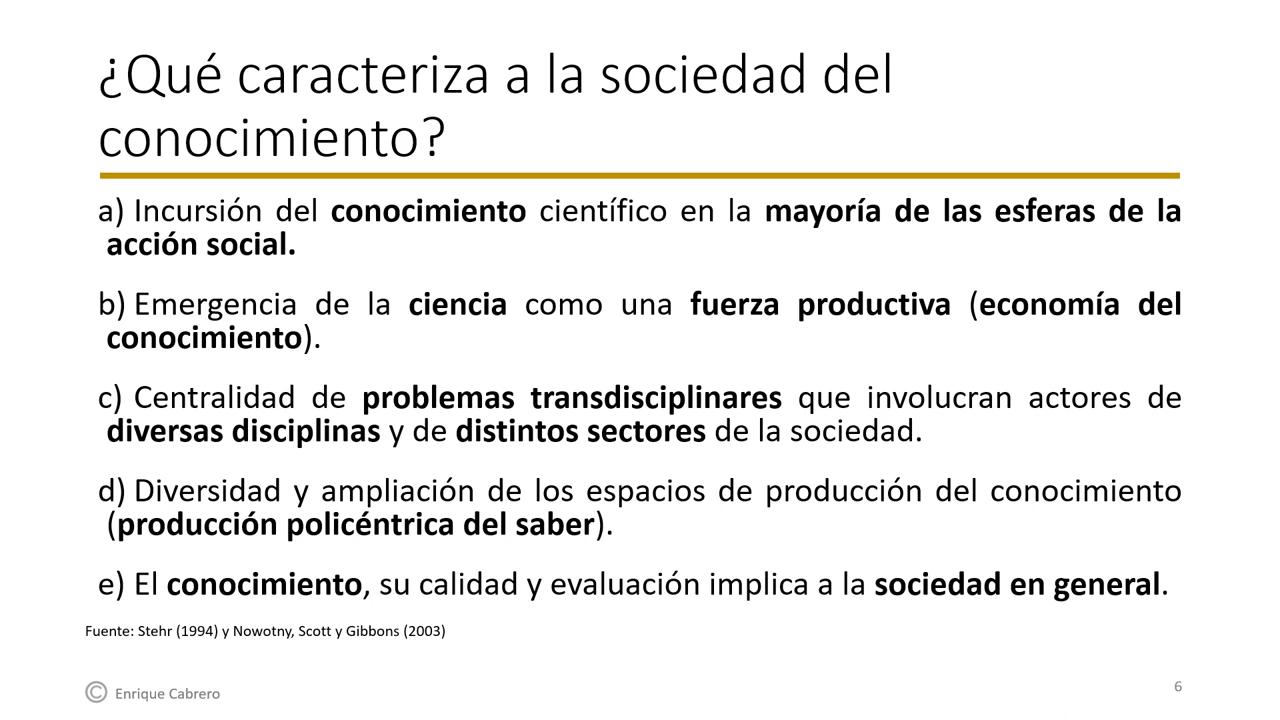 ¿Qué caracteriza a la sociedad del
conocimiento?
a) Incursión del conocimiento científico en la mayoría de las esferas de la
acción social.
b) Emergencia de la ciencia como una fuerza productiva (economía del
conocimiento).
c) Centralidad de problemas transdisciplinares que involucran actores de
diversas disciplinas y de distintos sectores de la sociedad.
d) Diversidad y ampliación de los espacios de producción del conocimiento
(producción policéntrica del saber).
e) El conocimiento, su calidad y evaluación implica a la sociedad en general.
Fuente: Stehr (1994) y Nowotny, Scott y Gibbons (2003)
© Enrique Cabrero
6